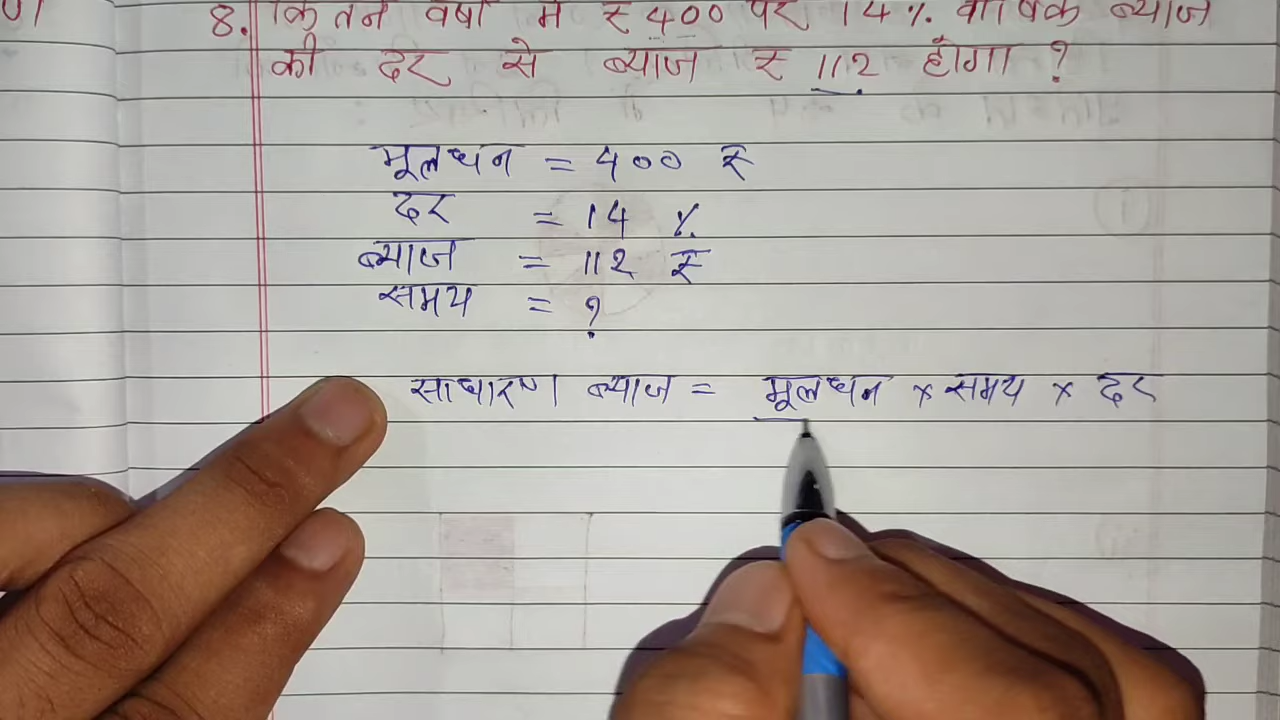 8. कितने वर्षों में ₹ 400 पर 14% वार्षिक ब्याज
की दर से ब्याज ₹ 112 होगा ?
मूलधन = 400 ₹
दर = 14 %
ब्याज = 112 ₹
समय = ?
साधारण ब्याज = मूलधन × समय × दर